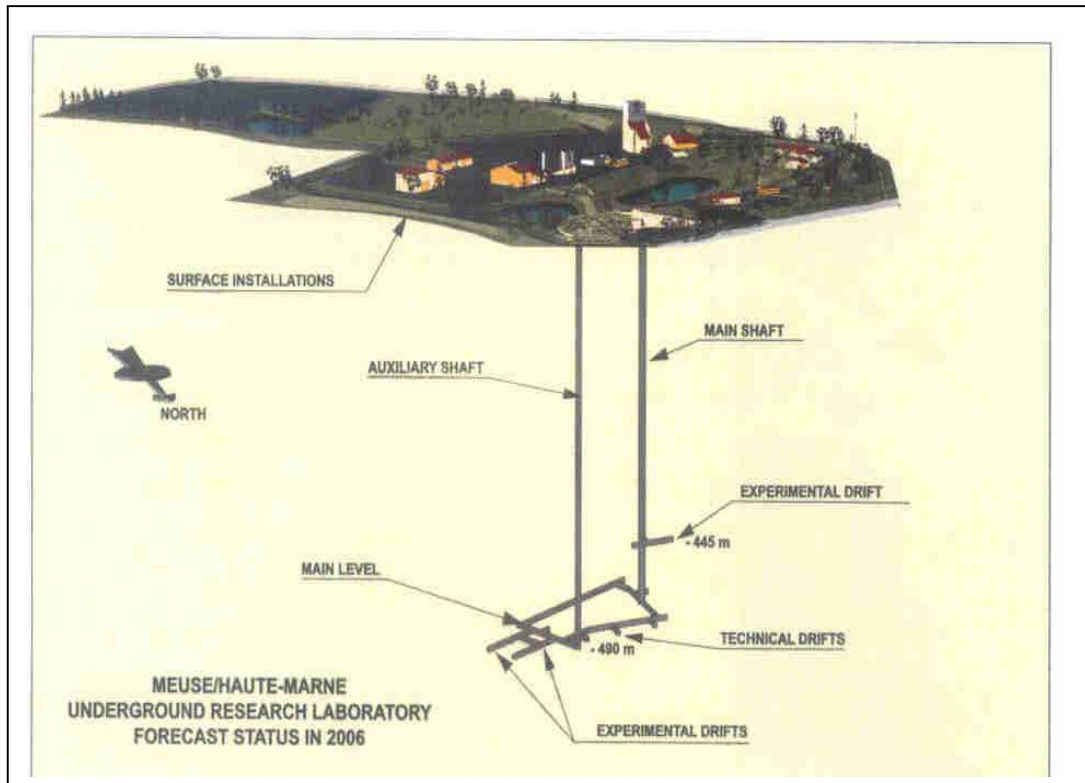 SURFACE INSTALLATIONS
MAIN SHAFT
AUXILIARY SHAFT
NORTH
EXPERIMENTAL DRIFT
- 445 m
MAIN LEVEL
TECHNICAL DRIFTS
- 490 m
MEUSE/HAUTE-MARNE
UNDERGROUND RESEARCH LABORATORY
FORECAST STATUS IN 2006
EXPERIMENTAL DRIFTS